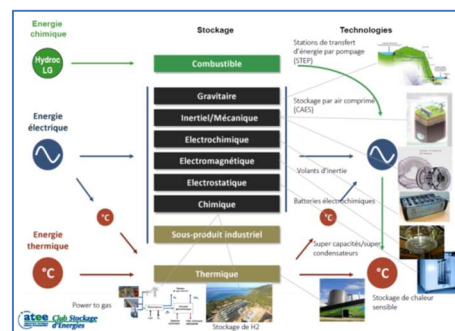 Energie
chimique
Stockage
Technologies
Hydroc
LG
Combustible
Stations de transfert
d'énergie par pompage
(STEP)
Gravitaire
Energie
électrique
Inertiel/Mécanique
Stockage par air comprimé
(CAES)
Electrochimique
Electromagnétique
Volants d'inertie
Electrostatique
°C
Chimique
°C
Batteries électrochimiques
Energie
thermique
Sous-produit industriel
Super capacités/super
condensateurs
°C
Thermique
°C
Power to gas
Stockage de chaleur
sensible
Stockage de H2
atee Club Stockage
d'Energies